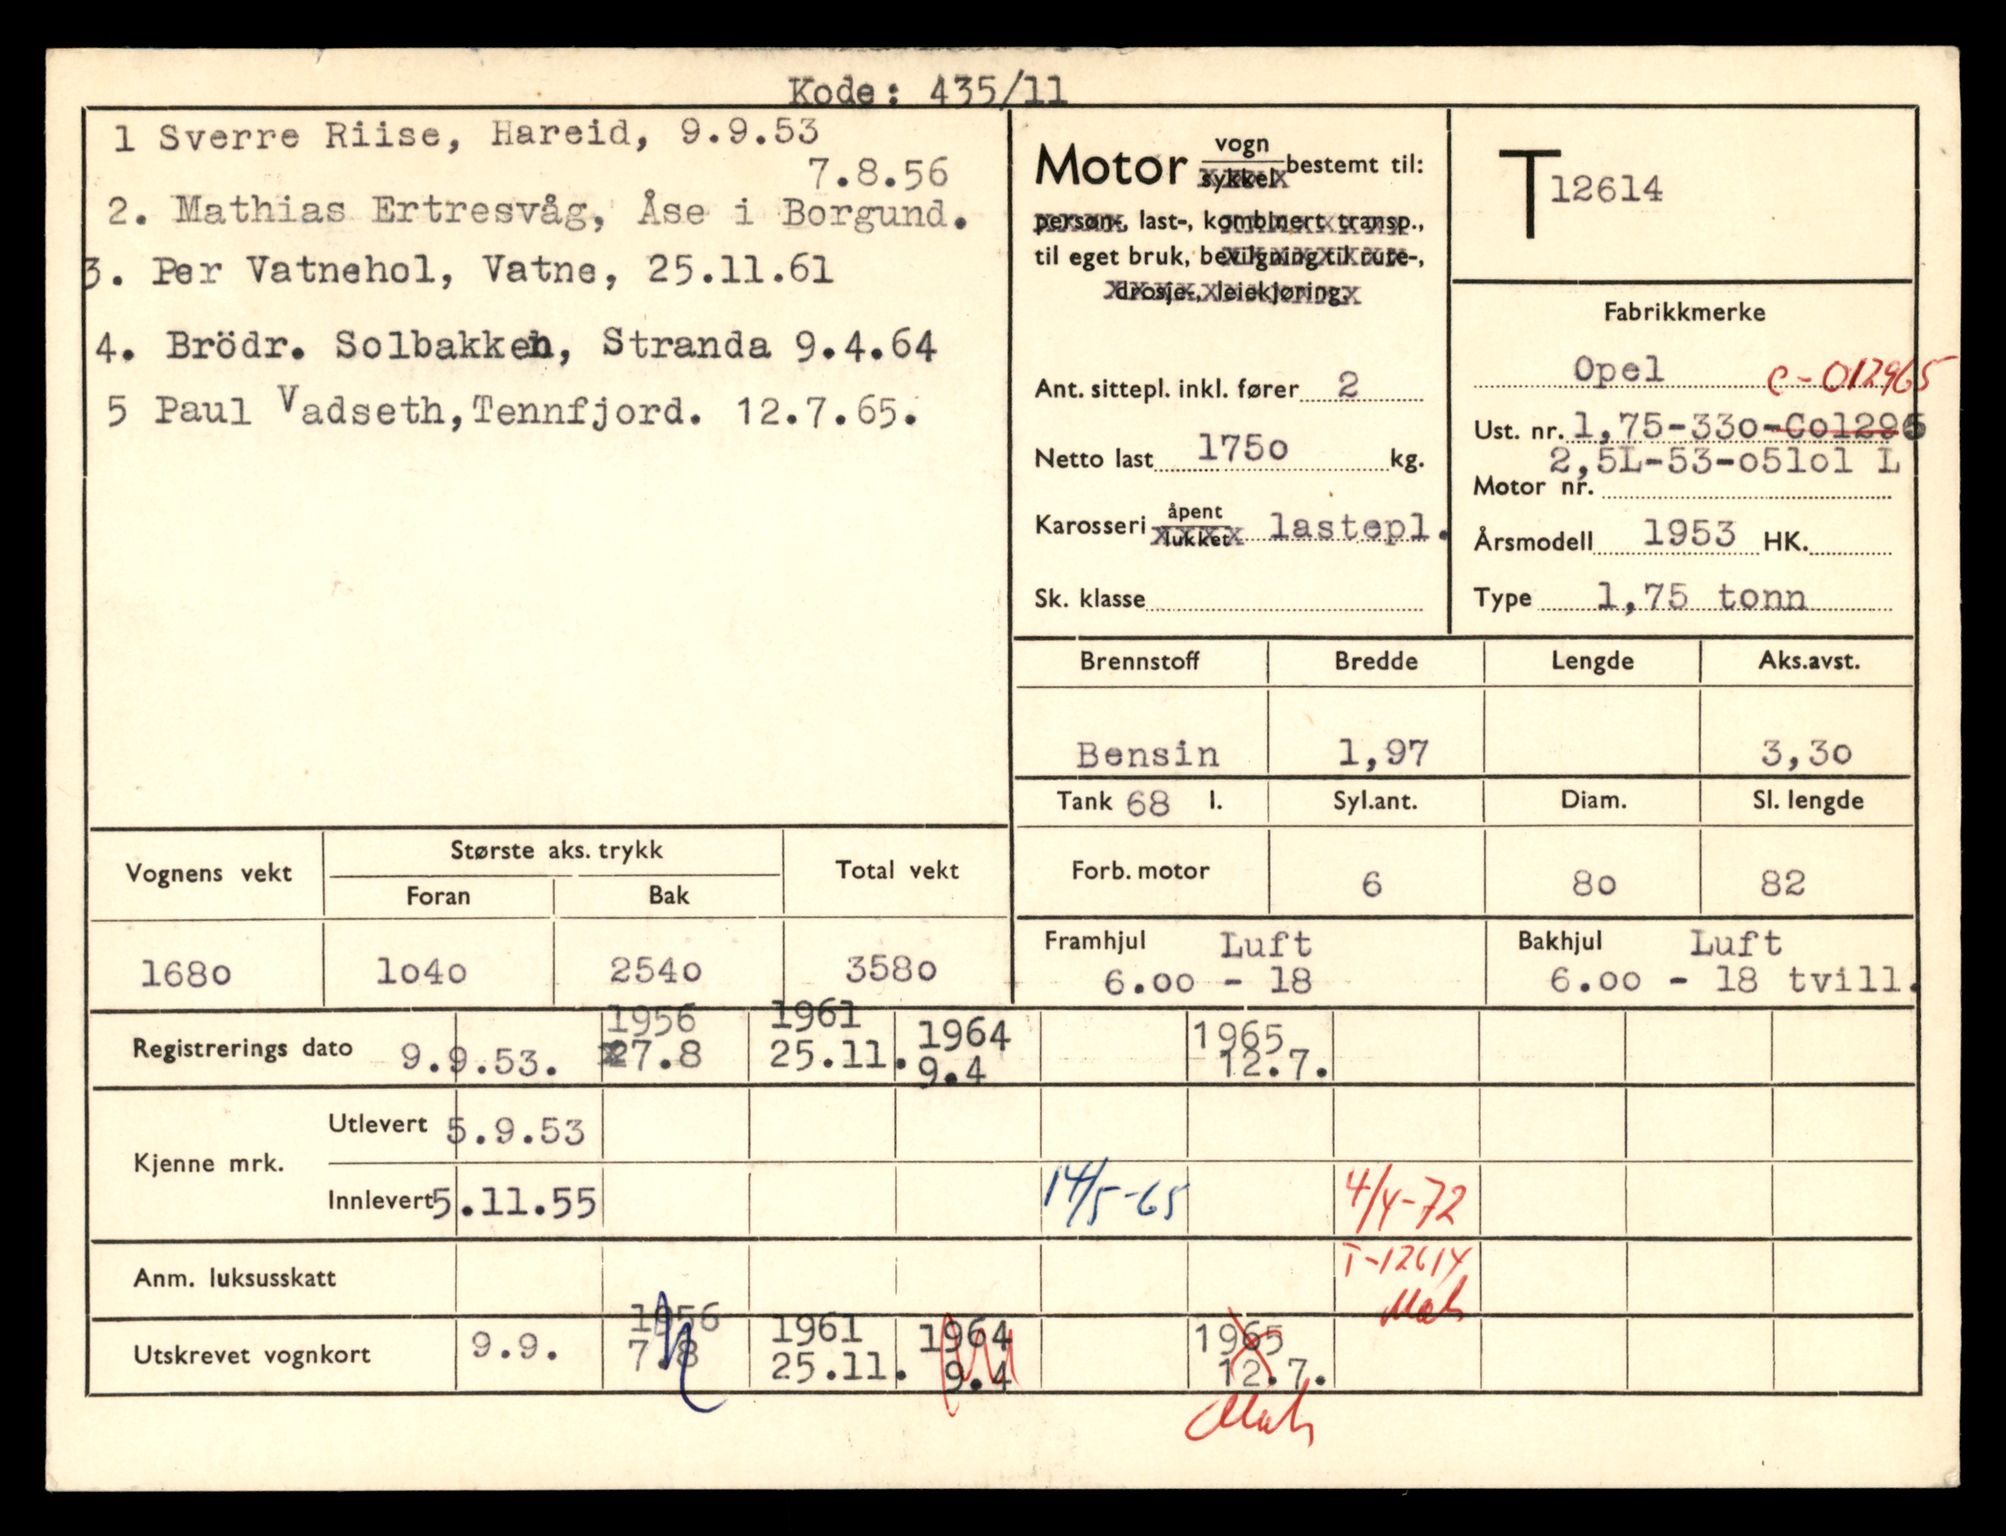 Kode: 435/11
1 Sverre Riise, Hareid, 9.9.53
7.8.56
2. Mathias Ertresvåg, Åse i Borgund.
3. Per Vatnehol, Vatne, 25.11.61
4. Brödr. Solbakken, Stranda 9.4.64
5 Paul Vadseth, Tennfjord. 12.7.65.
Motor vogn sykkel bestemt til:
person-, last-, kombinert transp.,
til eget bruk, bevilgning til rute-,
drosje-, leiekjøring.
Ant. sittepl. inkl. fører 2
Netto last 1750 kg.
Karosseri åpent lukket lastepl.
Sk. klasse
T 12614
Fabrikkmerke
Opel C-012965
Ust. nr. 1,75-330-C01296
2,5L-53-05101 L
Motor nr.
Årsmodell 1953 HK.
Type 1,75 tonn
Brennstoff Bredde Lengde Aks.avst.
Bensin 1,97 3,30
Tank 68 l. Syl.ant. Diam. Sl. lengde
Forb. motor 6 80 82
Framhjul Luft Bakhjul Luft
6.00 - 18 6.00 - 18 tvill.
Vognens vekt Største aks. trykk Total vekt
Foran Bak
1680 1040 2540 3580
1956 1961 1964 1965
Registrerings dato 9.9.53. 27.8 25.11. 9.4 12.7.
Kjenne mrk.
Utlevert 5.9.53
Innlevert 5.11.55 14/5-65 4/4-72
Anm. luksusskatt T-12614
1956 1961 1964 1965
Utskrevet vognkort 9.9. 7.8 25.11. 9.4 12.7.